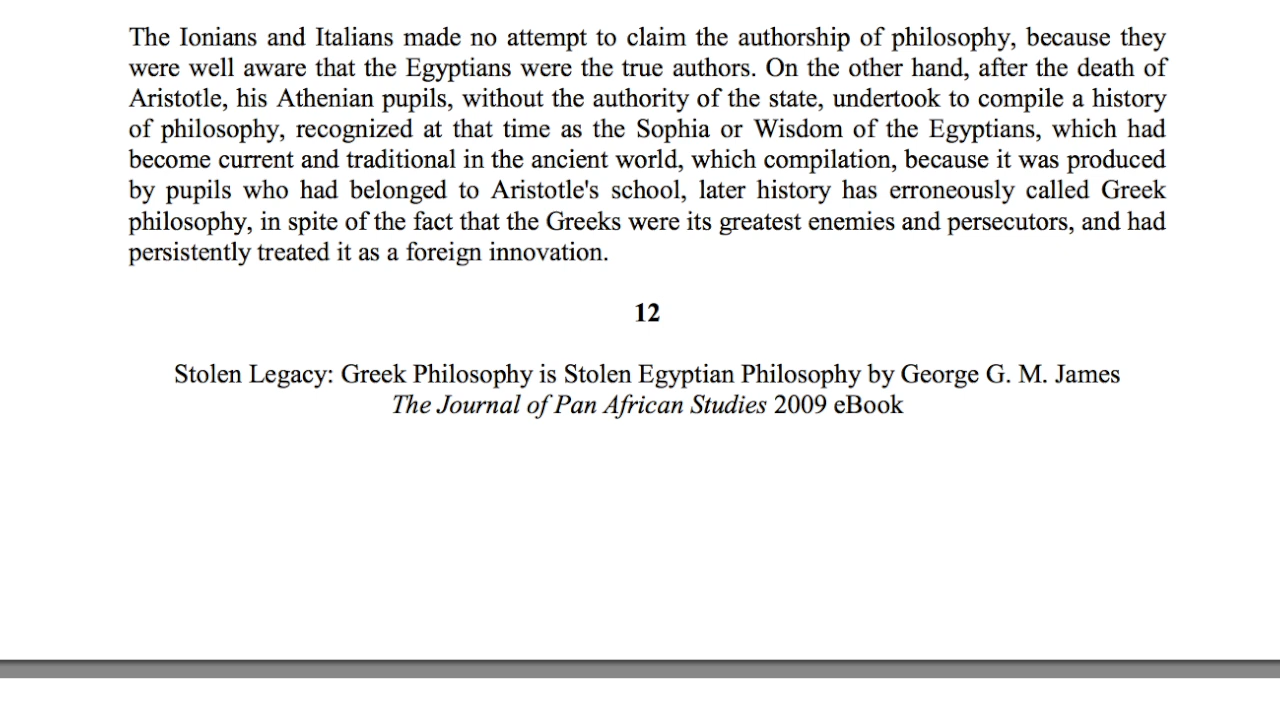 The Ionians and Italians made no attempt to claim the authorship of philosophy, because they
were well aware that the Egyptians were the true authors. On the other hand, after the death of
Aristotle, his Athenian pupils, without the authority of the state, undertook to compile a history
of philosophy, recognized at that time as the Sophia or Wisdom of the Egyptians, which had
become current and traditional in the ancient world, which compilation, because it was produced
by pupils who had belonged to Aristotle's school, later history has erroneously called Greek
philosophy, in spite of the fact that the Greeks were its greatest enemies and persecutors, and had
persistently treated it as a foreign innovation.
12
Stolen Legacy: Greek Philosophy is Stolen Egyptian Philosophy by George G. M. James
The Journal of Pan African Studies 2009 eBook